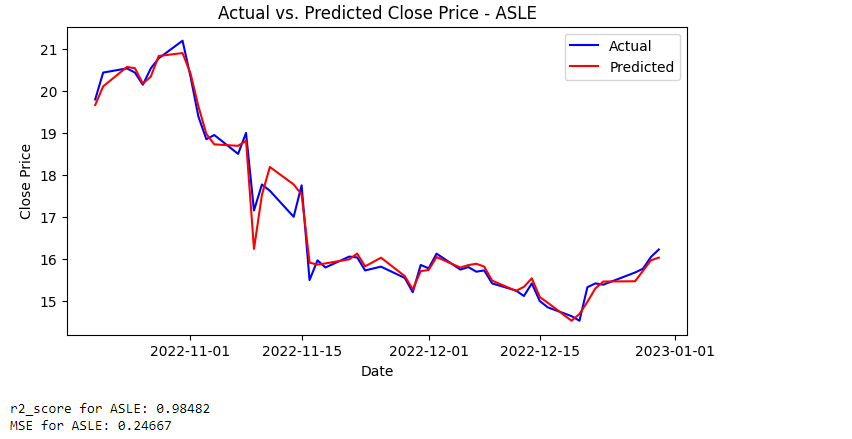 Actual vs. Predicted Close Price - ASLE
Actual
Predicted
21
20
19
18
17
16
15
Close Price
2022-11-01 2022-11-15 2022-12-01 2022-12-15 2023-01-01
Date
r2_score for ASLE: 0.98482
MSE for ASLE: 0.24667